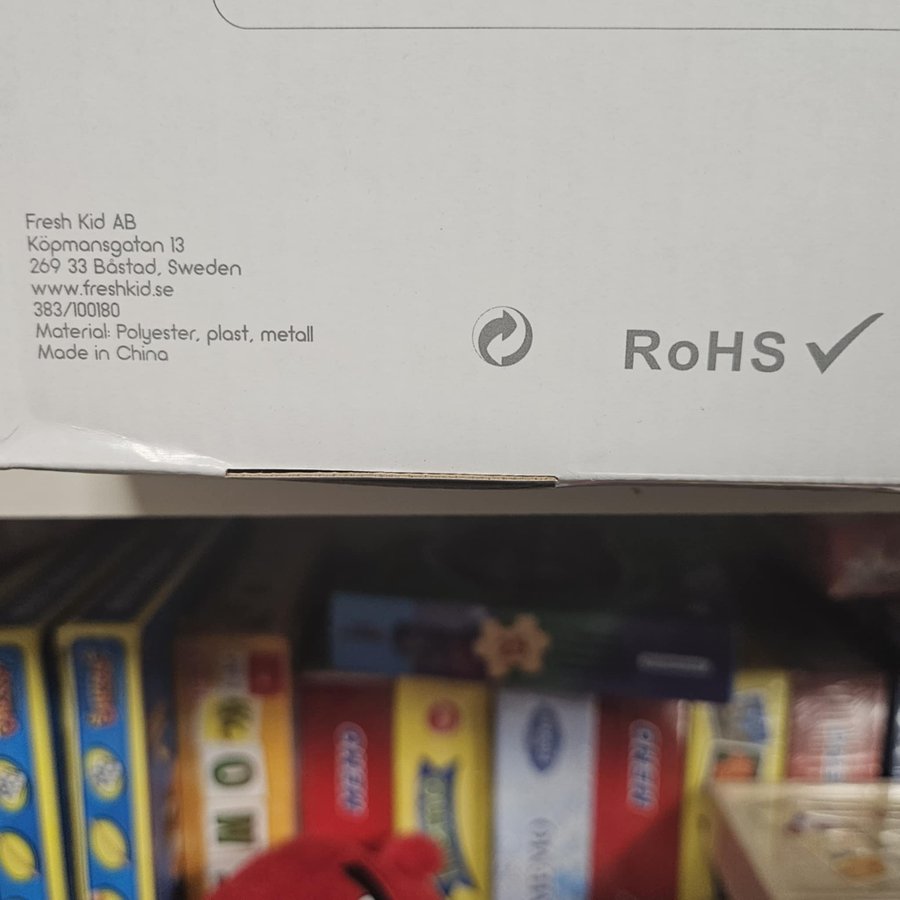 Fresh Kid AB
Köpmansgatan 13
269 33 Båstad, Sweden
www.freshkid.se
383/100180
Material: Polyester, plast, metall
Made in China
RoHS